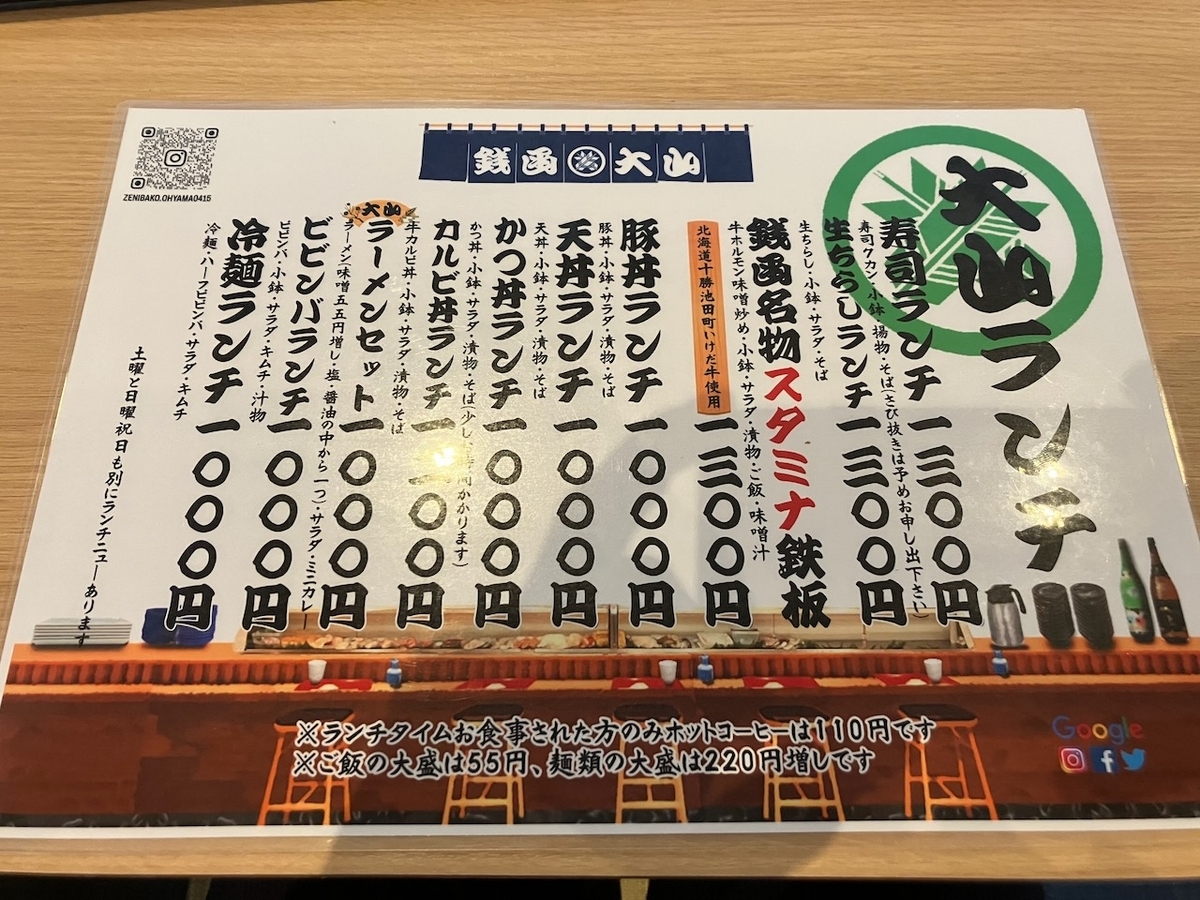 銭函大山
ZENIBAKO.OHYAMA0415
大山ランチ
寿司ランチ 一三〇〇円
寿司7カン・小鉢・揚物・そば(さび抜きは予めお申し出下さい)
生ちらしランチ 一三〇〇円
生ちらし・小鉢・サラダ・そば
銭函名物スタミナ鉄板
牛ホルモン味噌炒め・小鉢・サラダ・漬物・ご飯・味噌汁
北海道十勝池田町いけだ牛使用
一三〇〇円
豚丼ランチ 一〇〇〇円
豚丼・小鉢・サラダ・漬物・そば
天丼ランチ 一〇〇〇円
天丼・小鉢・サラダ・漬物・そば
かつ丼ランチ 一〇〇〇円
かつ丼・小鉢・サラダ・漬物・そば(少しかかります)
カルビ丼ランチ
牛カルビ丼・小鉢・サラダ・漬物・そば
大山
ラーメンセット 一〇〇〇円
ラーメン(味噌五五円増し・塩・醤油の中から一つ)・サラダ・ミニカレー
ビビンバランチ 一〇〇〇円
ビビンバ・小鉢・サラダ・キムチ・汁物
冷麺ランチ 一〇〇〇円
冷麺・ハーフビビンバ・サラダ・キムチ
土曜と日曜祝日も別にランチニューあります
※ランチタイムお食事された方のみホットコーヒーは110円です
※ご飯の大盛は55円、麺類の大盛は220円増しです
Google